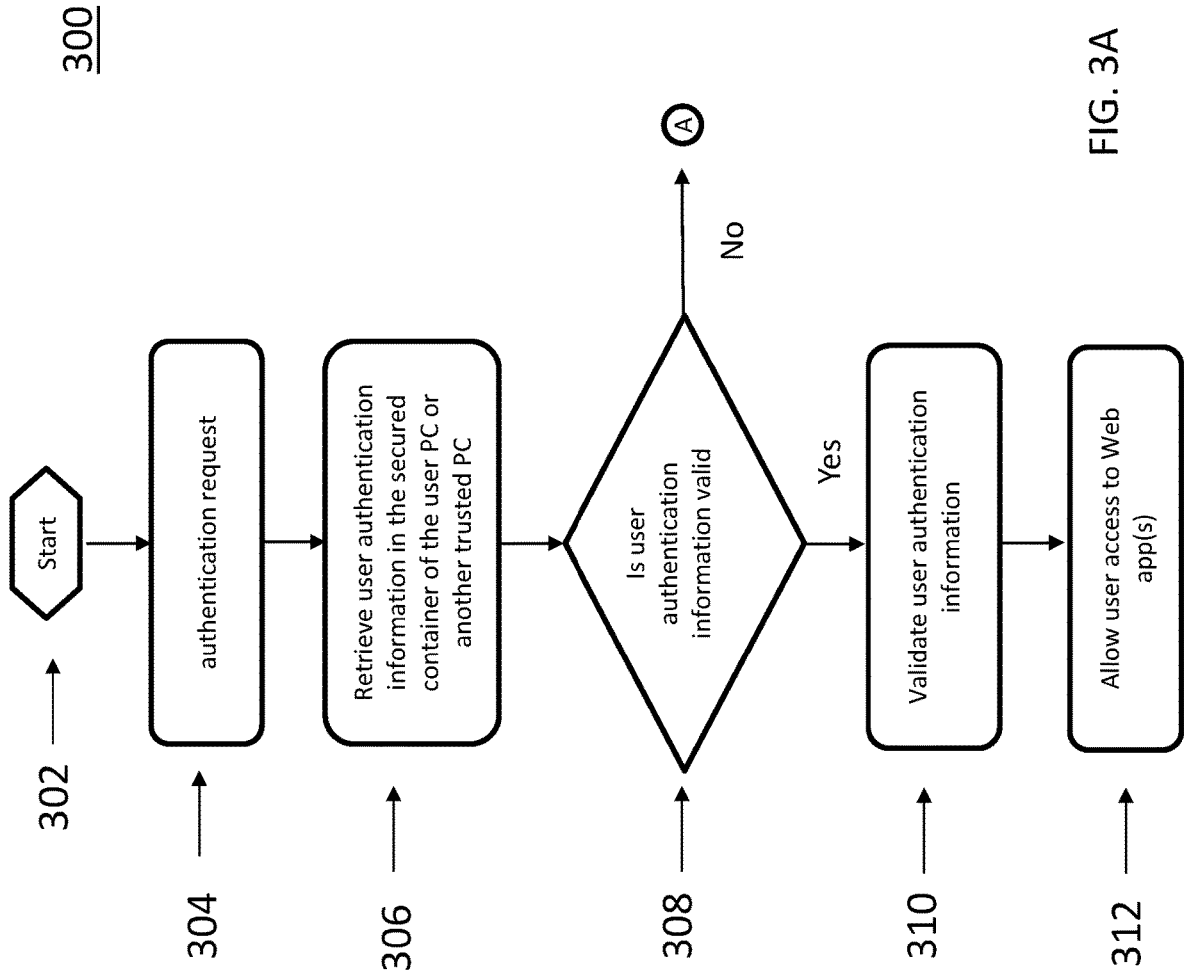 300
302
Start
304
authentication request
306
Retrieve user authentication
information in the secured
container of the user PC or
another trusted PC
308
Is user
authentication
information valid
No
A
Yes
310
Validate user authentication
information
312
Allow user access to Web
app(s)
FIG. 3A